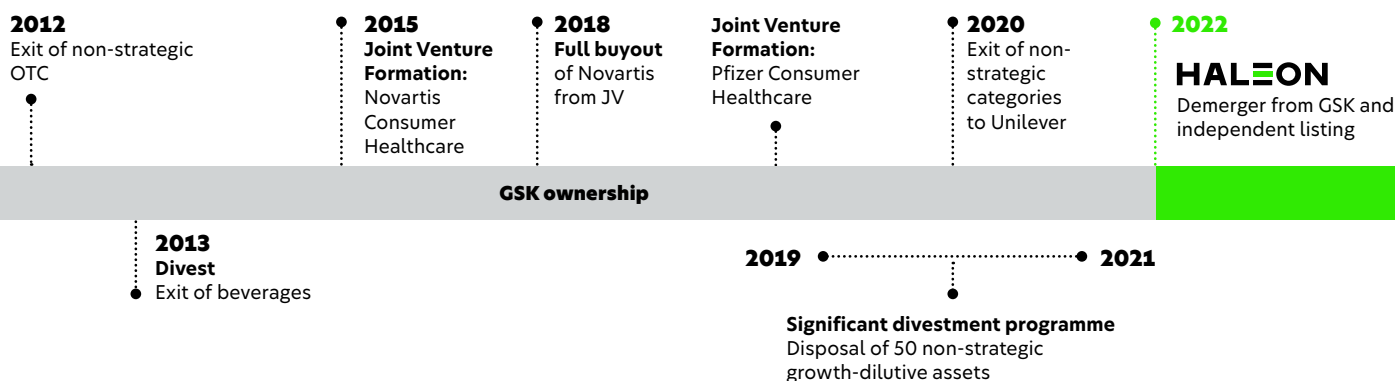 2012
Exit of non-strategic
OTC
2015
Joint Venture
Formation:
Novartis
Consumer
Healthcare
2018
Full buyout
of Novartis
from JV
Joint Venture
Formation:
Pfizer Consumer
Healthcare
2020
Exit of non-
strategic
categories
to Unilever
2022
HALEON
Demerger from GSK and
independent listing
GSK ownership
2013
Divest
Exit of beverages
2019
2021
Significant divestment programme
Disposal of 50 non-strategic
growth-dilutive assets